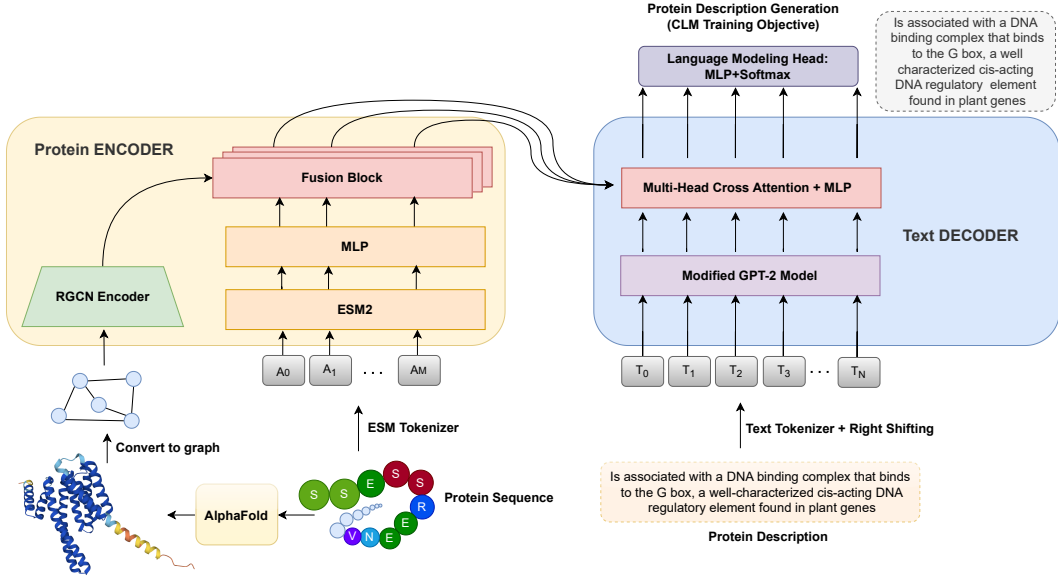 Protein Description Generation
(CLM Training Objective)
Is associated with a DNA
binding complex that binds
to the G box, a well
characterized cis-acting
DNA regulatory element
found in plant genes
Language Modeling Head:
MLP+Softmax
Protein ENCODER
Fusion Block
Multi-Head Cross Attention + MLP
MLP
Text DECODER
RGCN Encoder
Modified GPT-2 Model
ESM2
A0 A1 . . . AM
T0 T1 T2 T3 . . . TN
ESM Tokenizer
Text Tokenizer + Right Shifting
Convert to graph
S S E S S R E E N V
Protein Sequence
AlphaFold
Is associated with a DNA binding complex that binds
to the G box, a well-characterized cis-acting DNA
regulatory element found in plant genes
Protein Description